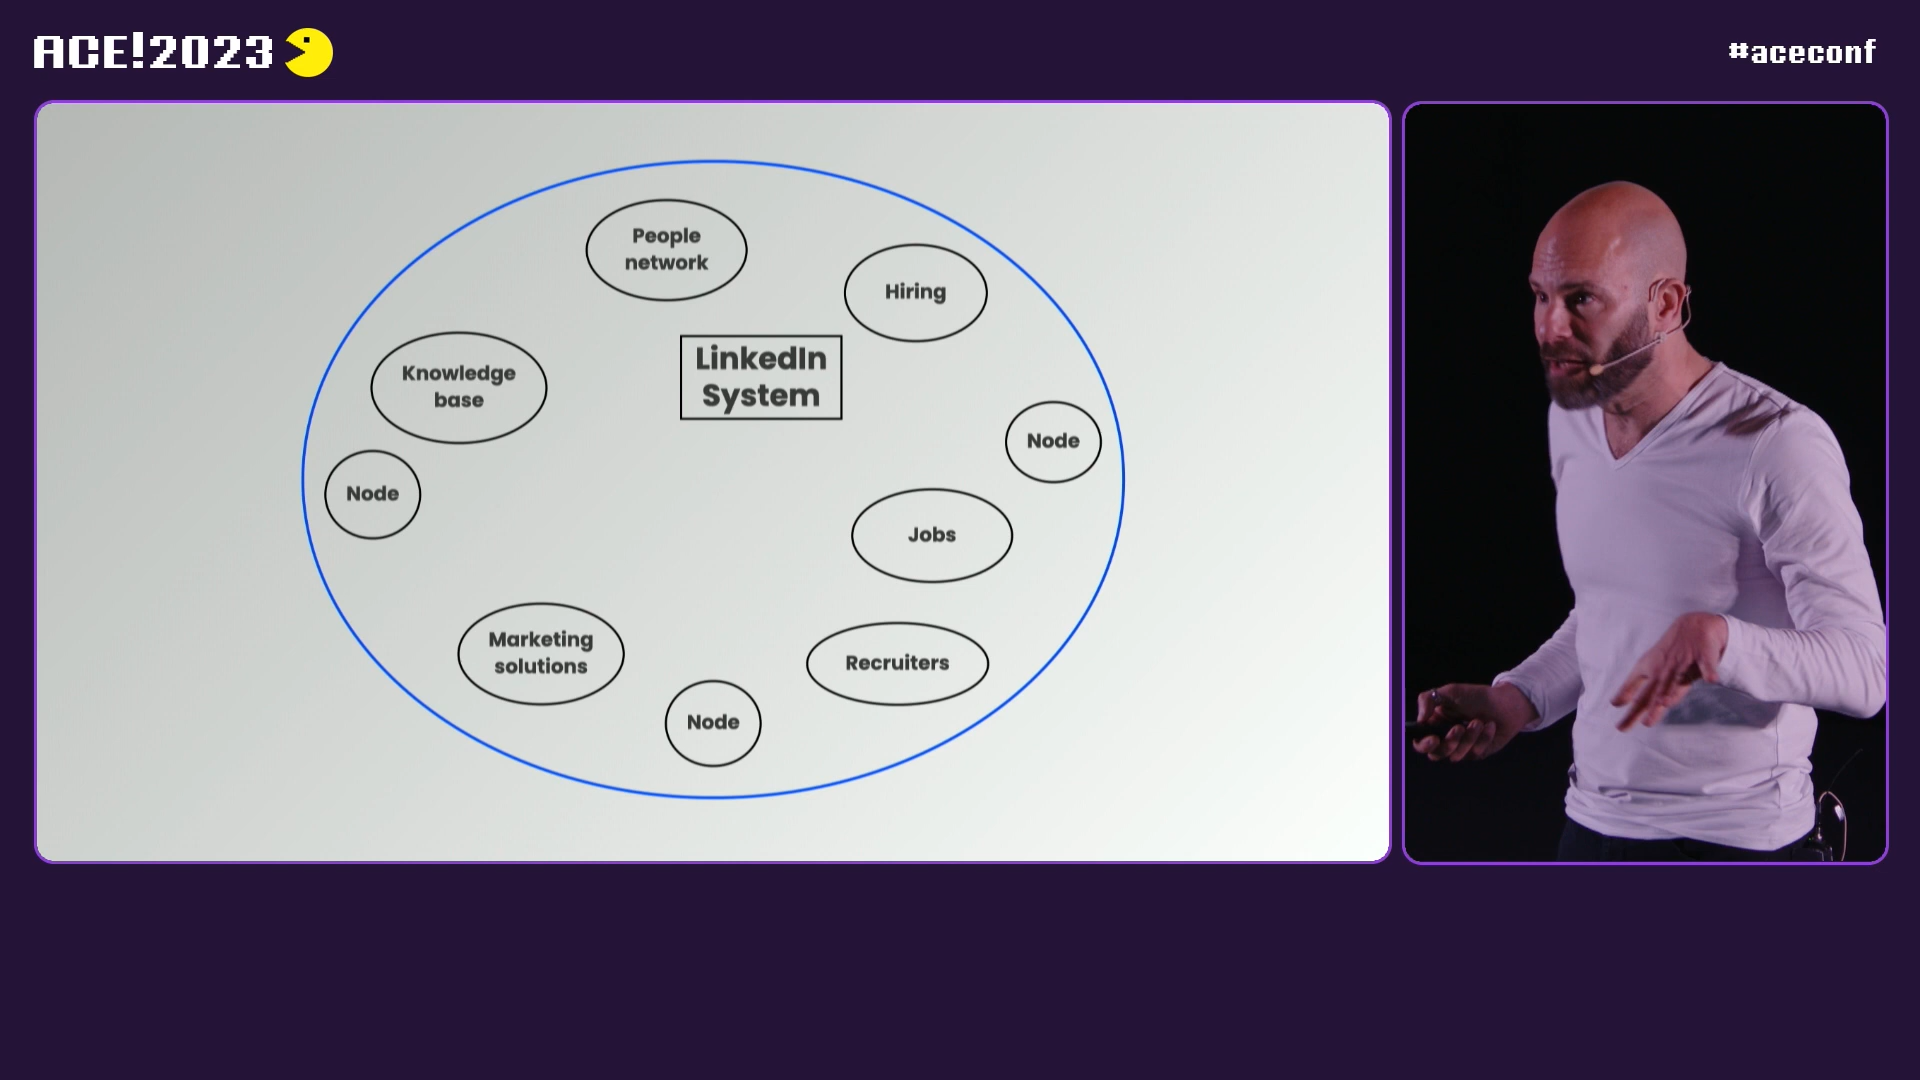 ACE!2023
#aceconf
People
network
Hiring
LinkedIn
System
Knowledge
base
Node
Node
Jobs
Marketing
solutions
Recruiters
Node